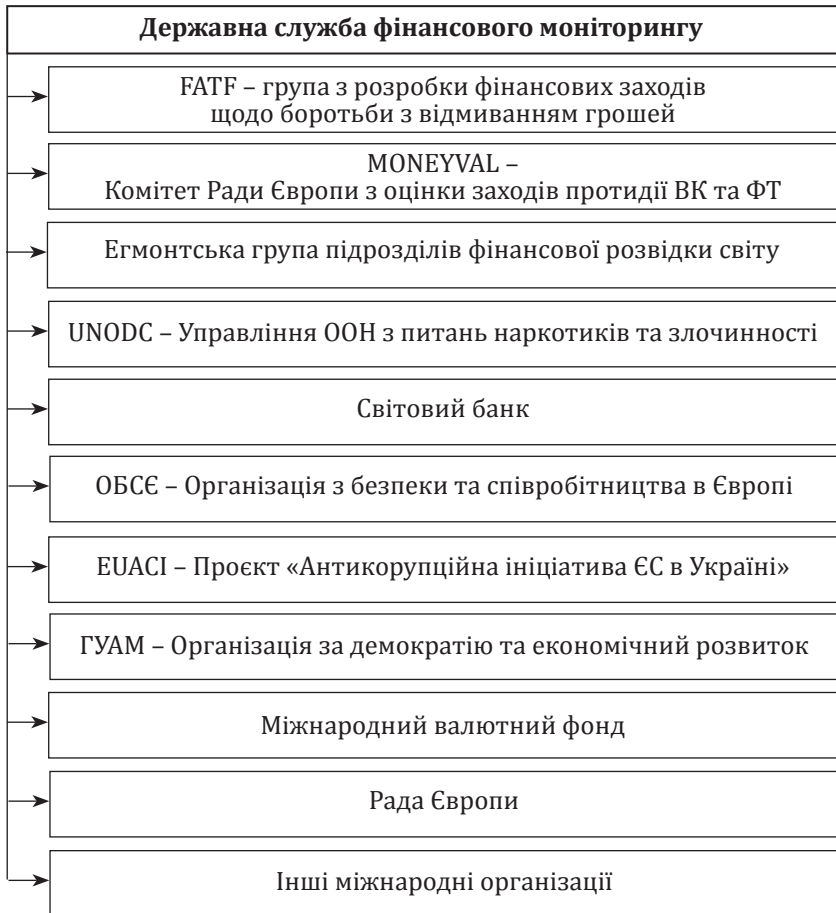 Державна служба фінансового моніторингу
FATF – група з розробки фінансових заходів
щодо боротьби з відмиванням грошей
MONEYVAL –
Комітет Ради Європи з оцінки заходів протидії ВК та ФТ
Егмонтська група підрозділів фінансової розвідки світу
UNODC – Управління ООН з питань наркотиків та злочинності
Світовий банк
ОБСЄ – Організація з безпеки та співробітництва в Європі
EUACI – Проєкт «Антикорупційна ініціатива ЄС в Україні»
ГУАМ – Організація за демократію та економічний розвиток
Міжнародний валютний фонд
Рада Європи
Інші міжнародні організації